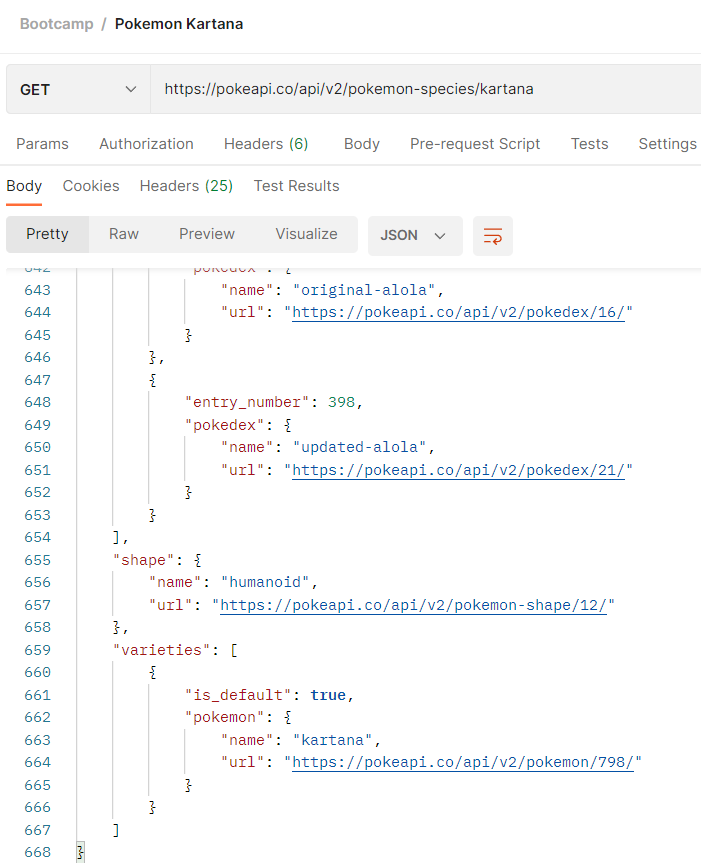 Bootcamp / Pokemon Kartana
GET https://pokeapi.co/api/v2/pokemon-species/kartana
Params Authorization Headers (6) Body Pre-request Script Tests Settings
Body Cookies Headers (25) Test Results
Pretty Raw Preview Visualize JSON
642 "pokedex": {
643 "name": "original-alola",
644 "url": "https://pokeapi.co/api/v2/pokedex/16/"
645 }
646 },
647 {
648 "entry_number": 398,
649 "pokedex": {
650 "name": "updated-alola",
651 "url": "https://pokeapi.co/api/v2/pokedex/21/"
652 }
653 }
654 ],
655 "shape": {
656 "name": "humanoid",
657 "url": "https://pokeapi.co/api/v2/pokemon-shape/12/"
658 },
659 "varieties": [
660 {
661 "is_default": true,
662 "pokemon": {
663 "name": "kartana",
664 "url": "https://pokeapi.co/api/v2/pokemon/798/"
665 }
666 }
667 ]
668 }